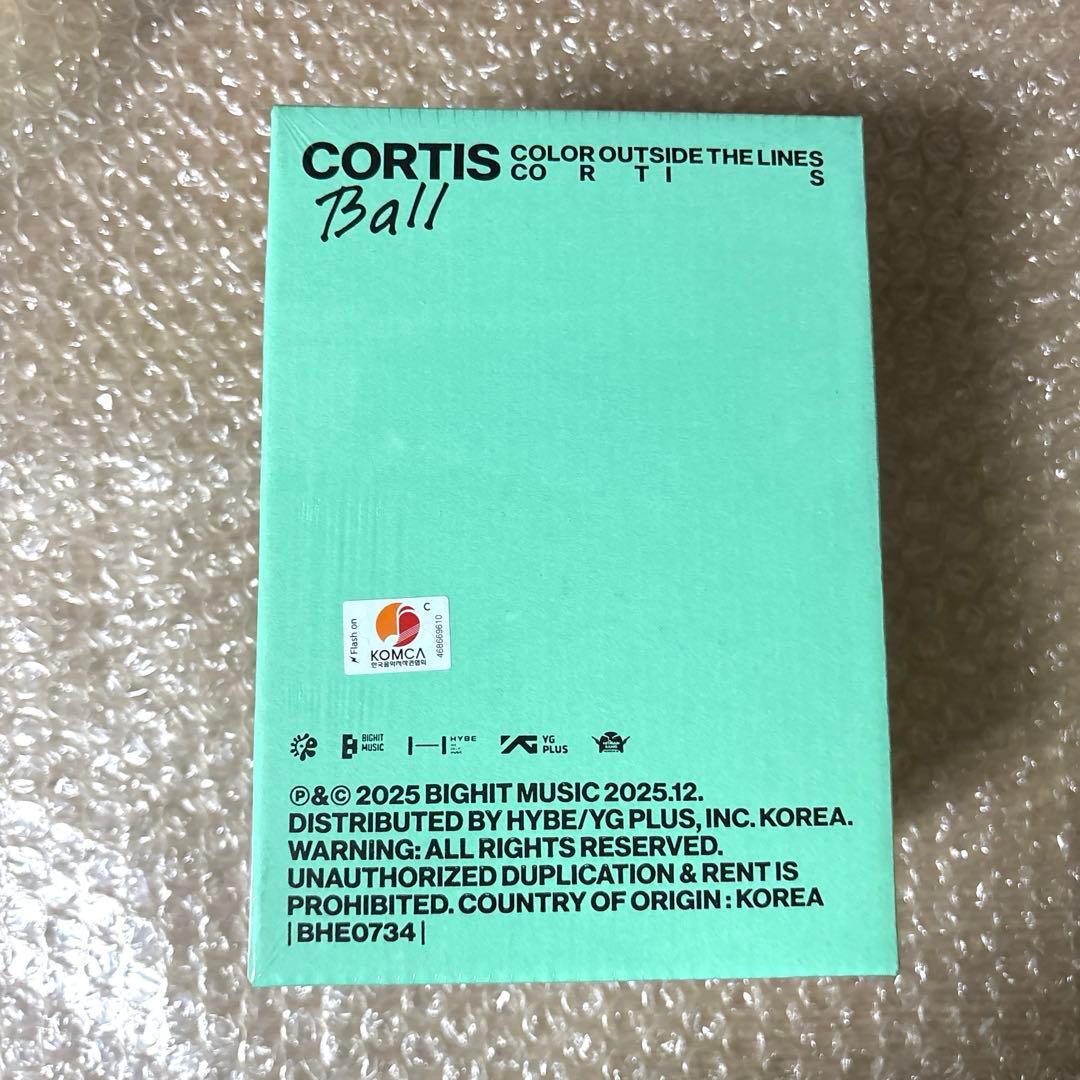 CORTIS
COLOR OUTSIDE THE LINES
CO R T I S
Ball
Flash on
C
KOMCA
한국음악저작권협회
468669610
BIGHIT
MUSIC
HYBE
YG
PLUS
Ⓟ&© 2025 BIGHIT MUSIC 2025.12.
DISTRIBUTED BY HYBE/YG PLUS, INC. KOREA.
WARNING: ALL RIGHTS RESERVED.
UNAUTHORIZED DUPLICATION & RENT IS
PROHIBITED. COUNTRY OF ORIGIN : KOREA
| BHE0734 |